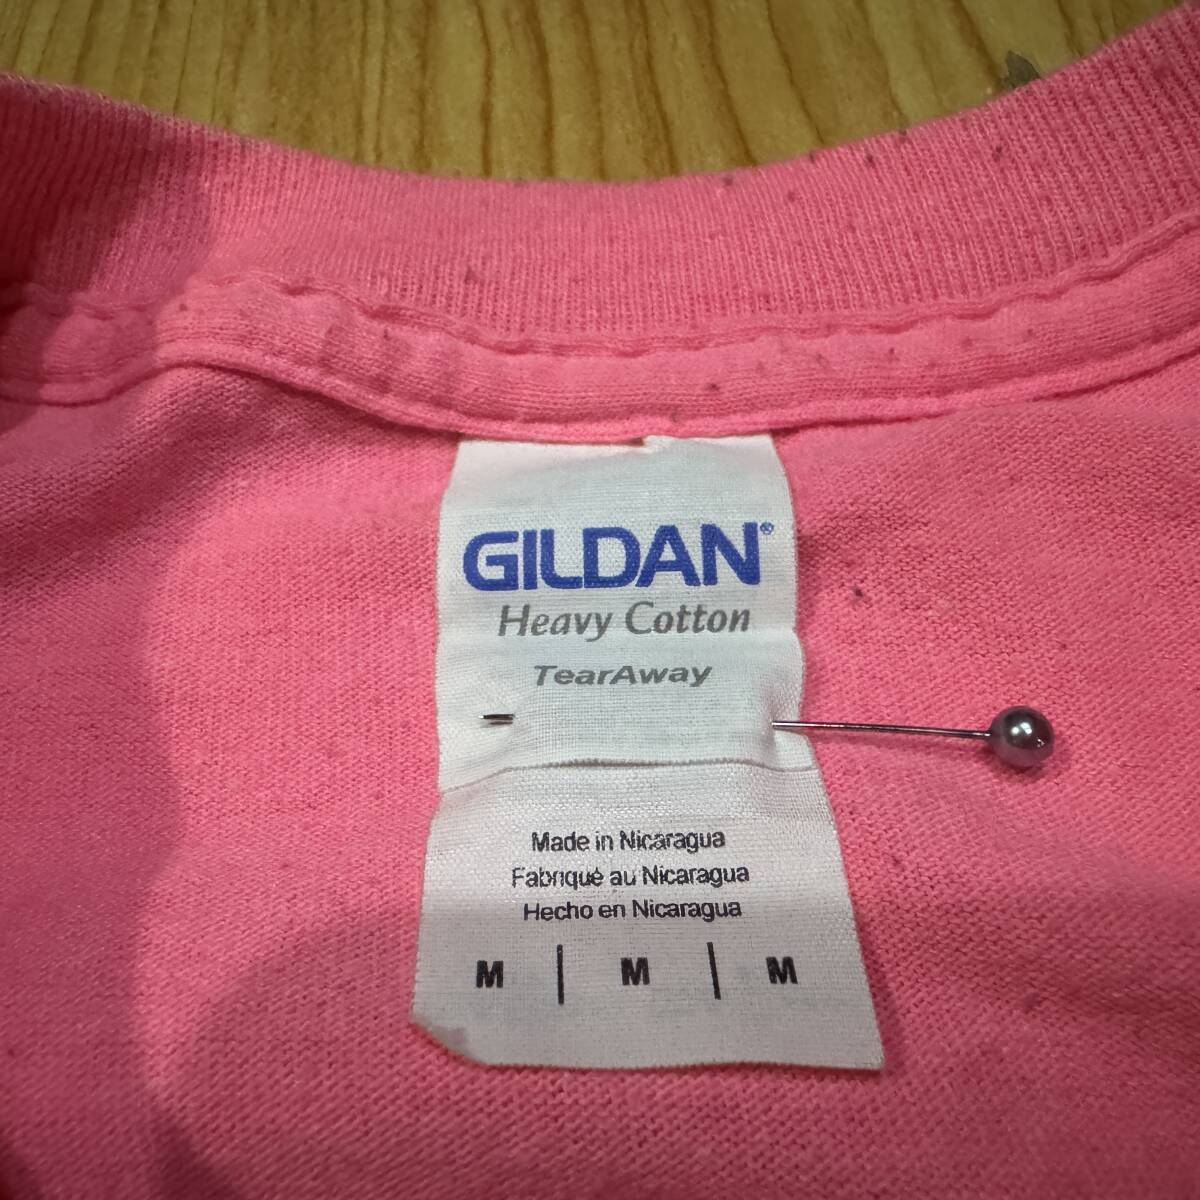 GILDAN®
Heavy Cotton
TearAway
Made in Nicaragua
Fabriqué au Nicaragua
Hecho en Nicaragua
M | M | M